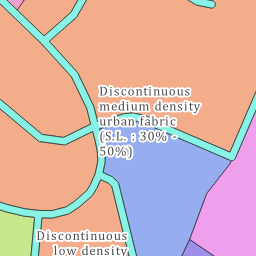 Discontinuous
medium density
urban fabric
(S.L. : 30% -
50%)
Discontinuous
low density